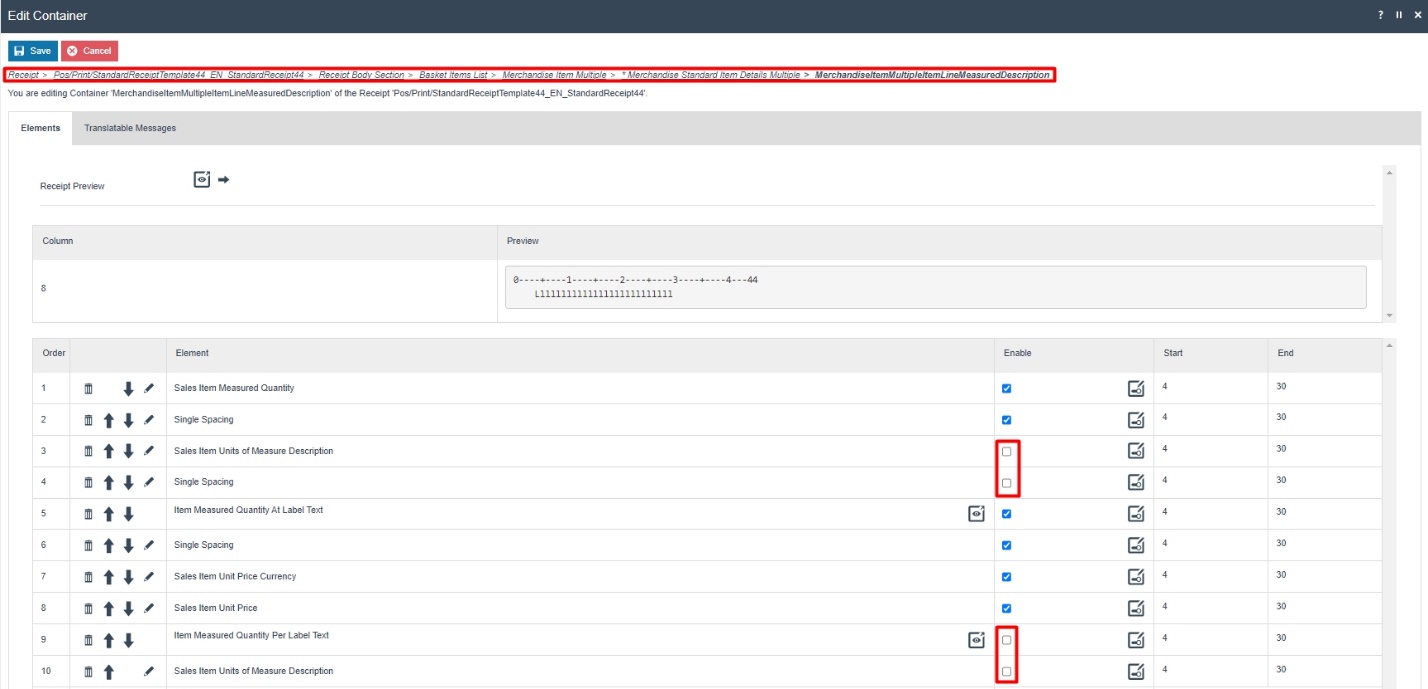 Edit Container
? II ×
Save Cancel
Receipt > Pos/Print/StandardReceiptTemplate44_EN_StandardReceipt44 > Receipt Body Section > Basket Items List > Merchandise Item Multiple > * Merchandise Standard Item Details Multiple > MerchandiseItemMultipleItemLineMeasuredDescription
You are editing Container 'MerchandiseItemMultipleItemLineMeasuredDescription' of the Receipt 'Pos/Print/StandardReceiptTemplate44_EN_StandardReceipt44'.
Elements Translatable Messages
Receipt Preview
Column Preview
0----+----1----+----2----+----3----+----4---44
8
L1111111111111111111111111
Order Element Enable Start End
1 Sales Item Measured Quantity 4 30
2 Single Spacing 4 30
3 Sales Item Units of Measure Description 4 30
4 Single Spacing 4 30
5 Item Measured Quantity At Label Text 4 30
6 Single Spacing 4 30
7 Sales Item Unit Price Currency 4 30
8 Sales Item Unit Price 4 30
9 Item Measured Quantity Per Label Text 4 30
10 Sales Item Units of Measure Description 4 30